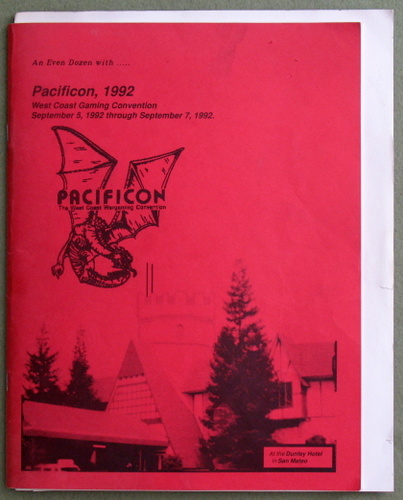 An Even Dozen with .....
Pacificon, 1992
West Coast Gaming Convention
September 5, 1992 through September 7, 1992.
PACIFICON
The West Coast Wargaming Convention
At the Dunfey Hotel
in San Mateo